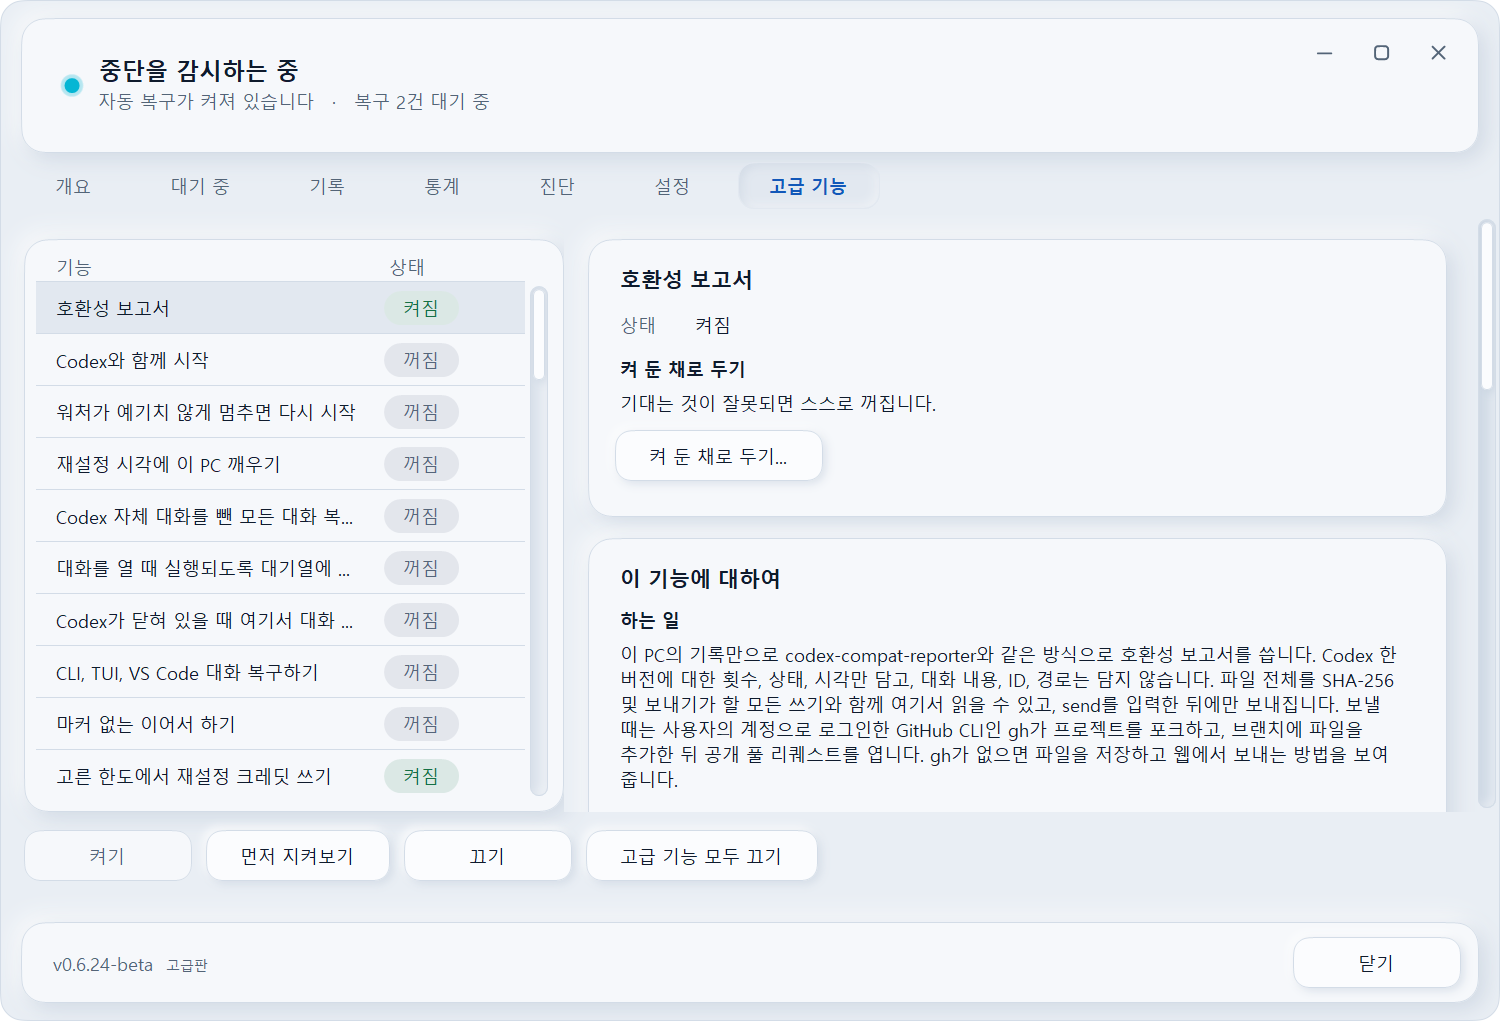 중단을 감시하는 중
자동 복구가 켜져 있습니다 · 복구 2건 대기 중
개요 대기 중 기록 통계 진단 설정 고급 기능
기능 상태
호환성 보고서 켜짐
Codex와 함께 시작 꺼짐
워처가 예기치 않게 멈추면 다시 시작 꺼짐
재설정 시각에 이 PC 깨우기 꺼짐
Codex 자체 대화를 뺀 모든 대화 복... 꺼짐
대화를 열 때 실행되도록 대기열에 ... 꺼짐
Codex가 닫혀 있을 때 여기서 대화 ... 꺼짐
CLI, TUI, VS Code 대화 복구하기 꺼짐
마커 없는 이어서 하기 꺼짐
고른 한도에서 재설정 크레딧 쓰기 켜짐
호환성 보고서
상태 켜짐
켜 둔 채로 두기
기대는 것이 잘못되면 스스로 꺼집니다.
켜 둔 채로 두기...
이 기능에 대하여
하는 일
이 PC의 기록만으로 codex-compat-reporter와 같은 방식으로 호환성 보고서를 씁니다. Codex 한
버전에 대한 횟수, 상태, 시각만 담고, 대화 내용, ID, 경로는 담지 않습니다. 파일 전체를 SHA-256
및 보내기가 할 모든 쓰기와 함께 여기서 읽을 수 있고, send를 입력한 뒤에만 보내집니다. 보낼
때는 사용자의 계정으로 로그인한 GitHub CLI인 gh가 프로젝트를 포크하고, 브랜치에 파일을
추가한 뒤 공개 풀 리퀘스트를 엽니다. gh가 없으면 파일을 저장하고 웹에서 보내는 방법을 보여
줍니다.
켜기 먼저 지켜보기 끄기 고급 기능 모두 끄기
v0.6.24-beta 고급판
닫기